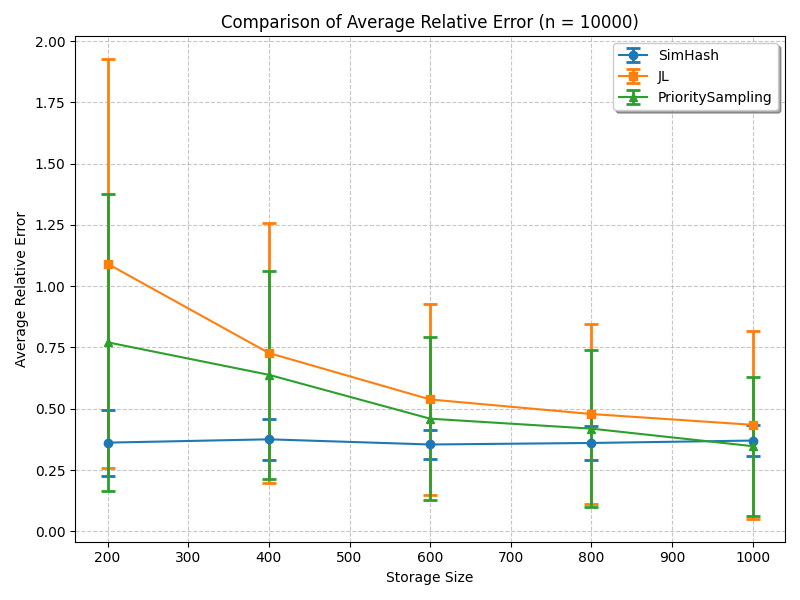 Comparison of Average Relative Error (n = 10000)
SimHash
JL
PrioritySampling
Average Relative Error
2.00
1.75
1.50
1.25
1.00
0.75
0.50
0.25
0.00
200 300 400 500 600 700 800 900 1000
Storage Size